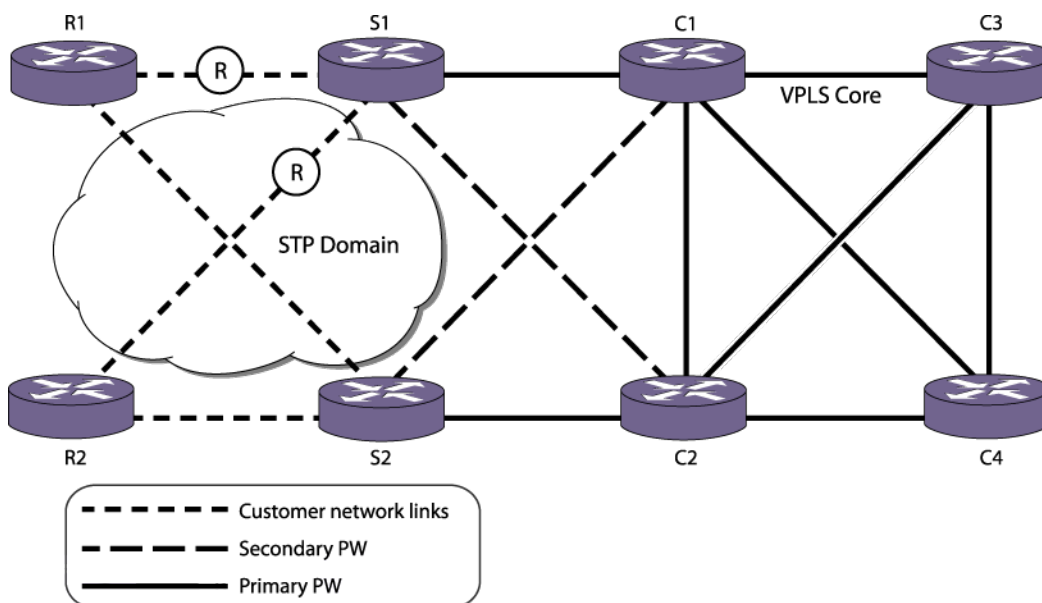 R1 S1 C1 C3
R
VPLS Core
R
STP Domain
R2 S2 C2 C4
Customer network links
Secondary PW
Primary PW